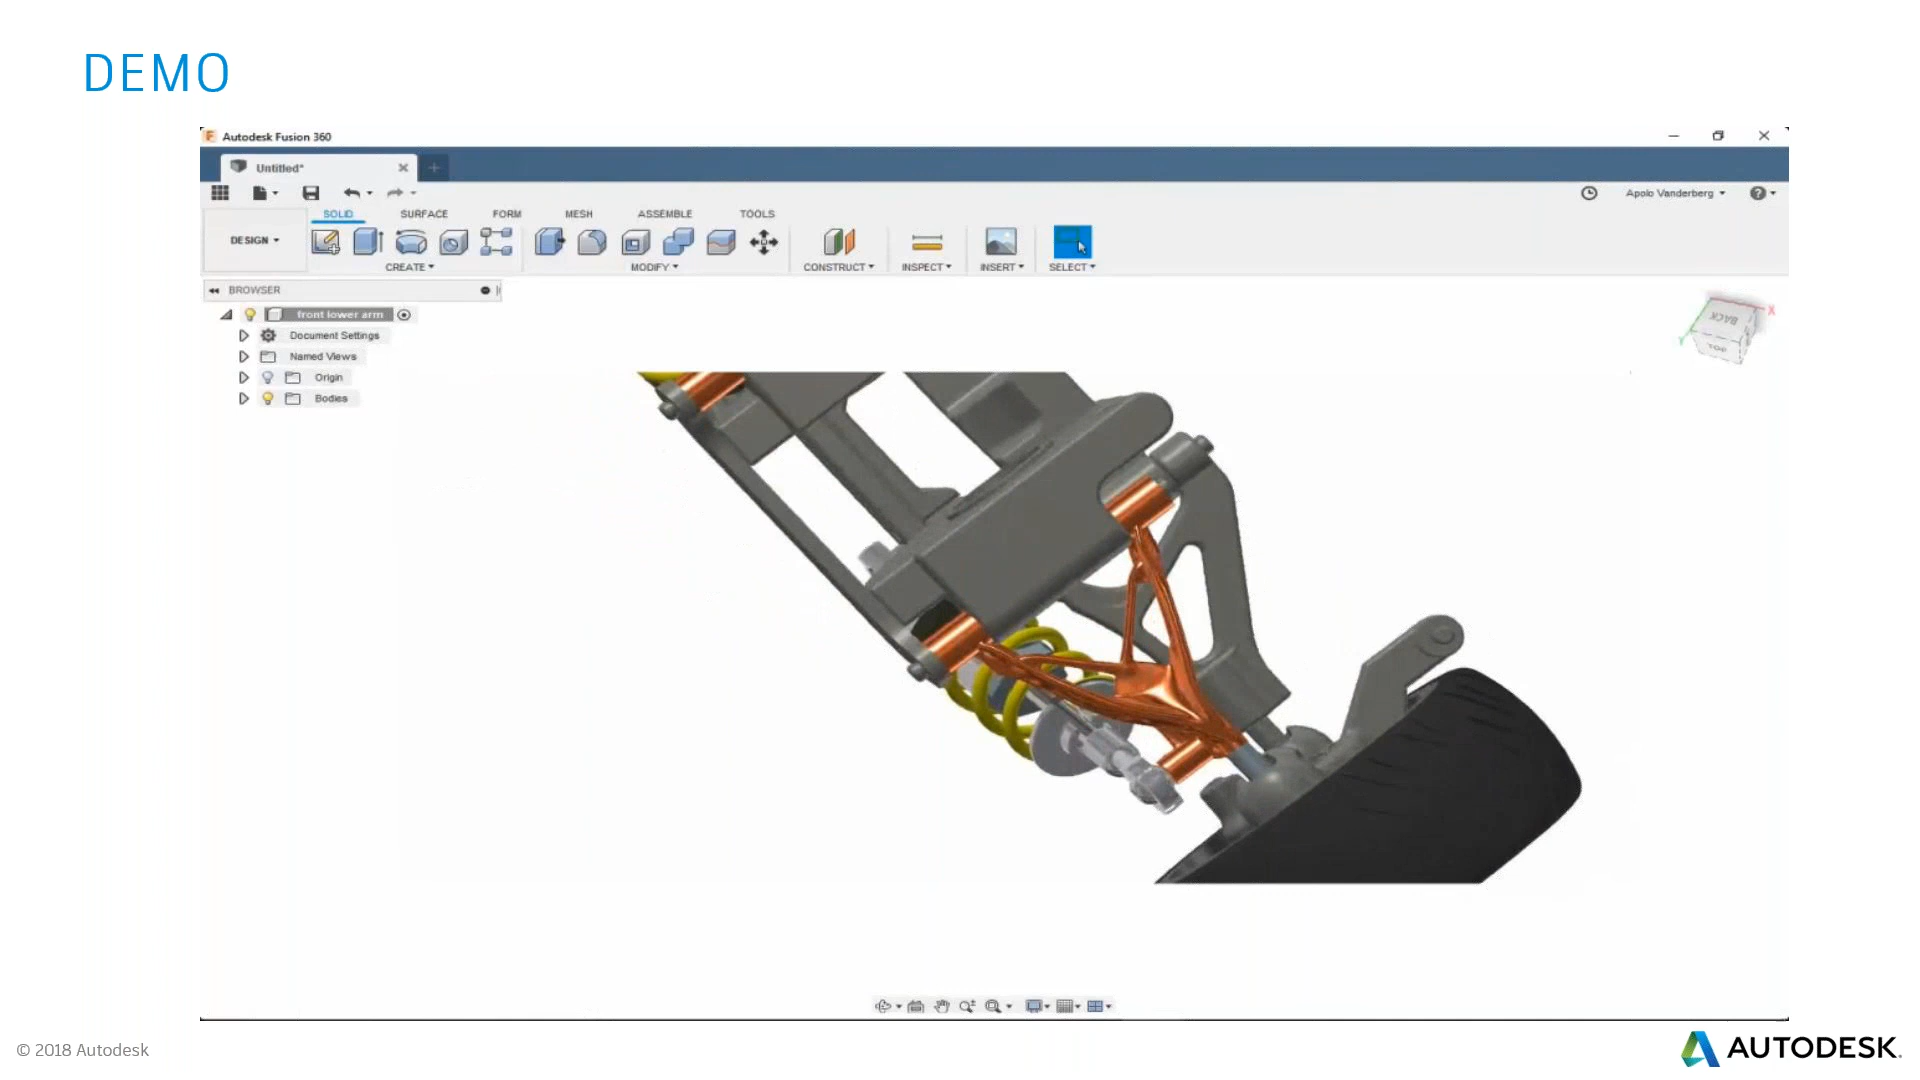 DEMO
Autodesk Fusion 360
Untitled*
Apolo Vanderberg
SOLID SURFACE FORM MESH ASSEMBLE TOOLS
DESIGN
CREATE MODIFY CONSTRUCT INSPECT INSERT SELECT
BROWSER
front lower arm
Document Settings
Named Views
Origin
Bodies
BACK
TOP
X
Y
© 2018 Autodesk
AUTODESK.